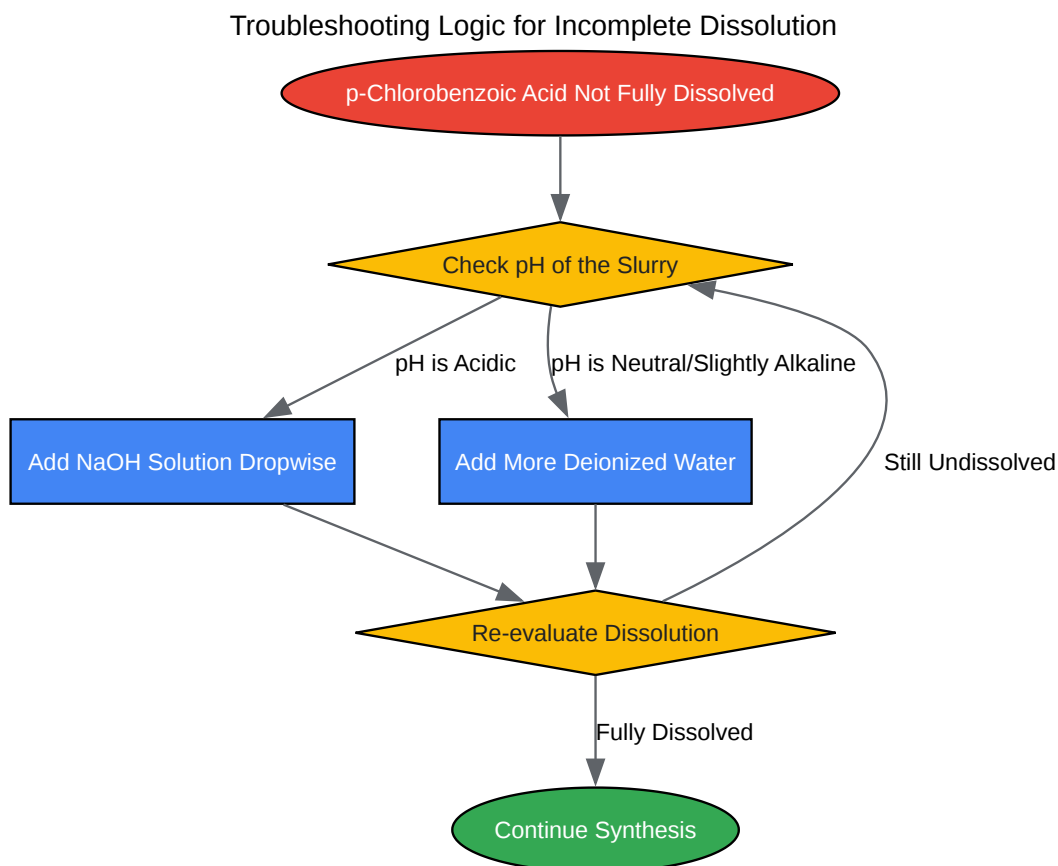 Troubleshooting Logic for Incomplete Dissolution
p-Chlorobenzoic Acid Not Fully Dissolved
Check pH of the Slurry
pH is Acidic
pH is Neutral/Slightly Alkaline
Add NaOH Solution Dropwise
Add More Deionized Water
Still Undissolved
Re-evaluate Dissolution
Fully Dissolved
Continue Synthesis